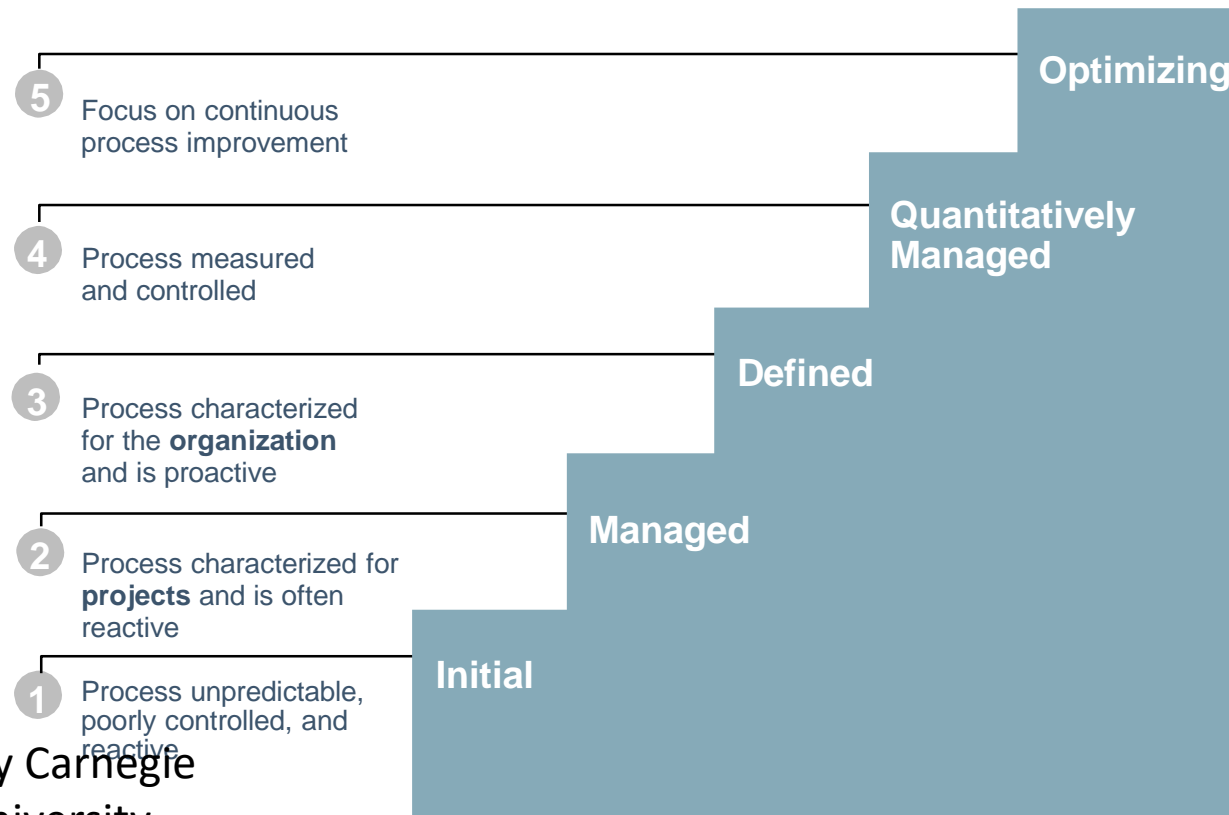 Optimizing
5
Focus on continuous
process improvement
Quantitatively
Managed
4
Process measured
and controlled
Defined
3
Process characterized
for the organization
and is proactive
Managed
2
Process characterized for
projects and is often
reactive
Initial
1
Process unpredictable,
poorly controlled, and
reactive
y Carnegie
niversity